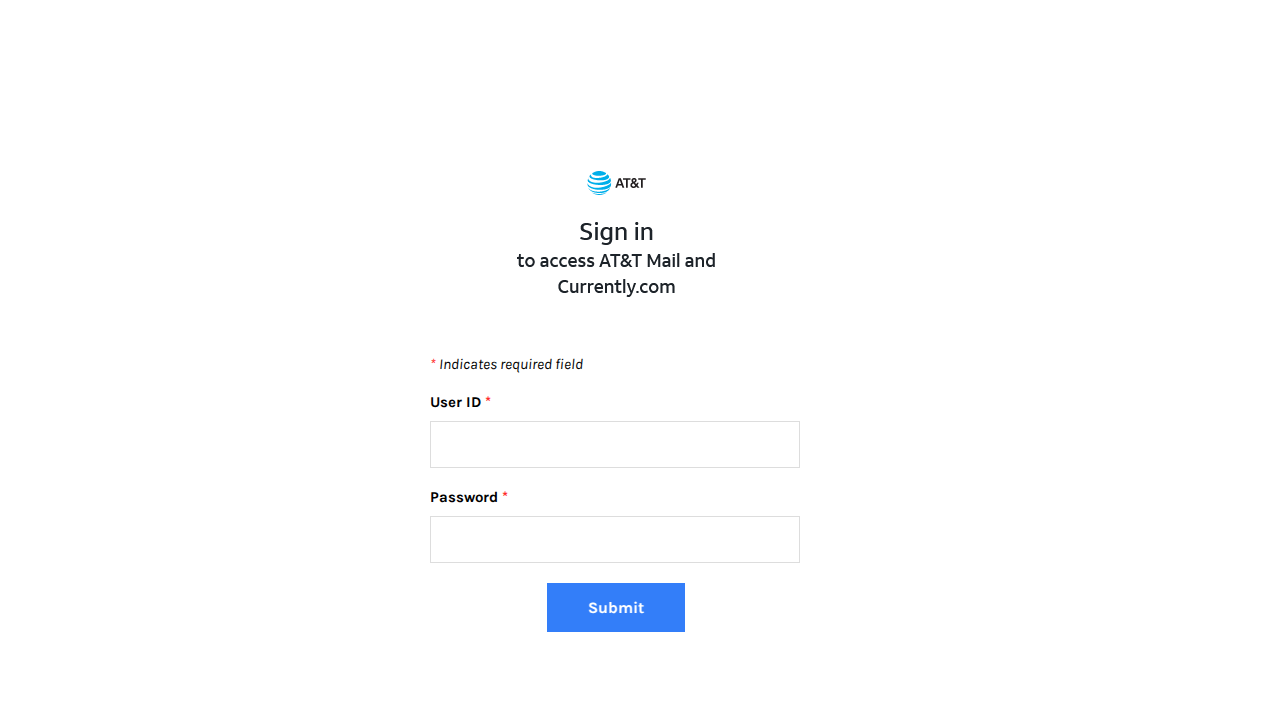 AT&T
Sign in
to access AT&T Mail and
Currently.com
* Indicates required field
User ID *
Password *
Submit